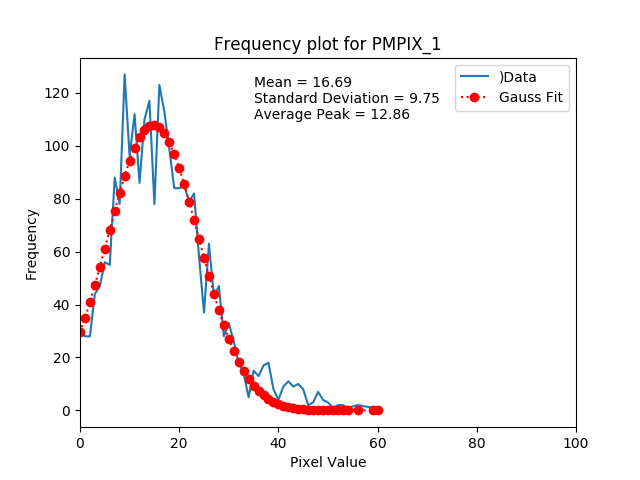 Frequency plot for PMPIX_1
Mean = 16.69
Standard Deviation = 9.75
Average Peak = 12.86
)Data
Gauss Fit
Frequency
120
100
80
60
40
20
0
0 20 40 60 80 100
Pixel Value